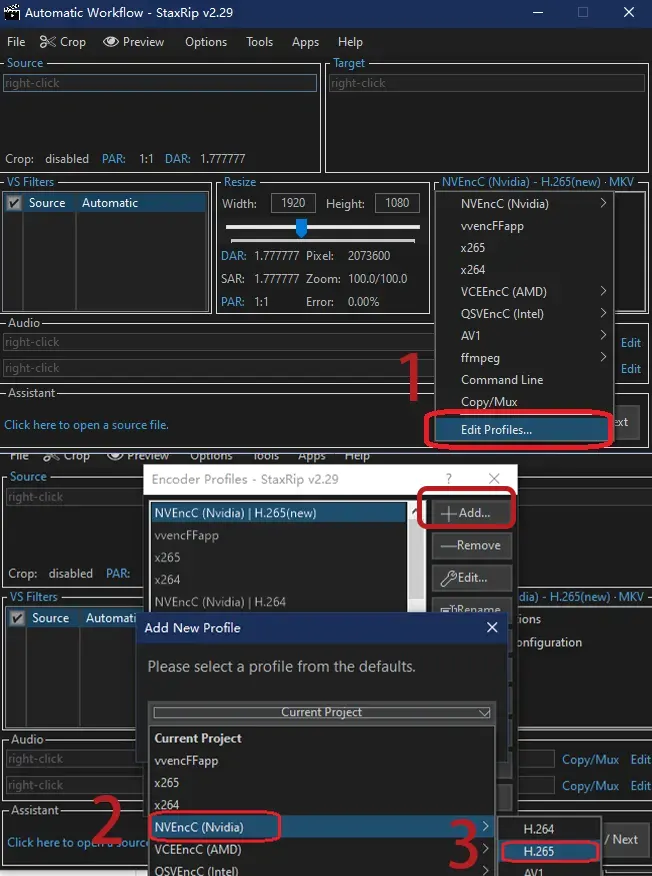 Automatic Workflow - StaxRip v2.29
File Crop Preview Options Tools Apps Help
Source
right-click
Crop: disabled PAR: 1:1 DAR: 1.777777
Target
right-click
VS Filters
Source Automatic
Resize
Width: 1920 Height: 1080
DAR: 1.777777 Pixel: 2073600
SAR: 1.777777 Zoom: 100.0/100.0
PAR: 1:1 Error: 0.00%
NVEncC (Nvidia) - H.265(new) · MKV
NVEncC (Nvidia)
vvencFFapp
x265
x264
VCEEncC (AMD)
QSVEncC (Intel)
AV1
ffmpeg
Command Line
Copy/Mux
Edit Profiles...
Audio
right-click Edit
right-click Edit
1
Assistant
Click here to open a source file.
ext
File Crop Preview Options Tools Apps Help
Source
right-click
Crop: disabled PAR:
VS Filters
Source Automati
Encoder Profiles - StaxRip v2.29
?
NVEncC (Nvidia) | H.265(new)
vvencFFapp
x265
x264
NVEncC (Nvidia) | H.264
Add...
Remove
Edit...
Rename
dia) - H.265(new) · MKV
ions
onfiguration
Add New Profile
Please select a profile from the defaults.
Current Project
Current Project
vvencFFapp
x265
x264
NVEncC (Nvidia)
VCEEncC (AMD)
QSVEncC (Intel)
H.264
H.265
AV1
Audio
right-click Copy/Mux Edit
right-click Copy/Mux Edit
Assistant
Click here to open a source
2
3
/ Next